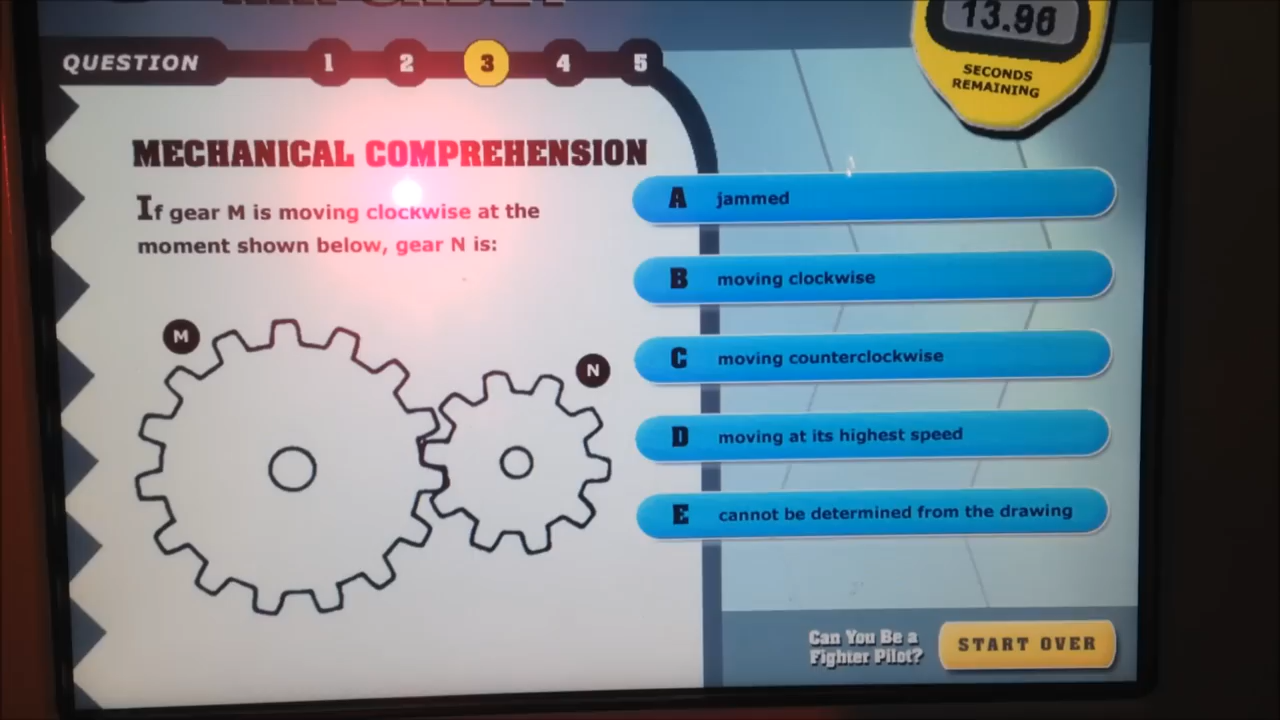 13.98
SECONDS
REMAINING
QUESTION 1 2 3 4 5
MECHANICAL COMPREHENSION
If gear M is moving clockwise at the
moment shown below, gear N is:
M
N
A jammed
B moving clockwise
C moving counterclockwise
D moving at its highest speed
E cannot be determined from the drawing
Can You Be a
Fighter Pilot?
START OVER